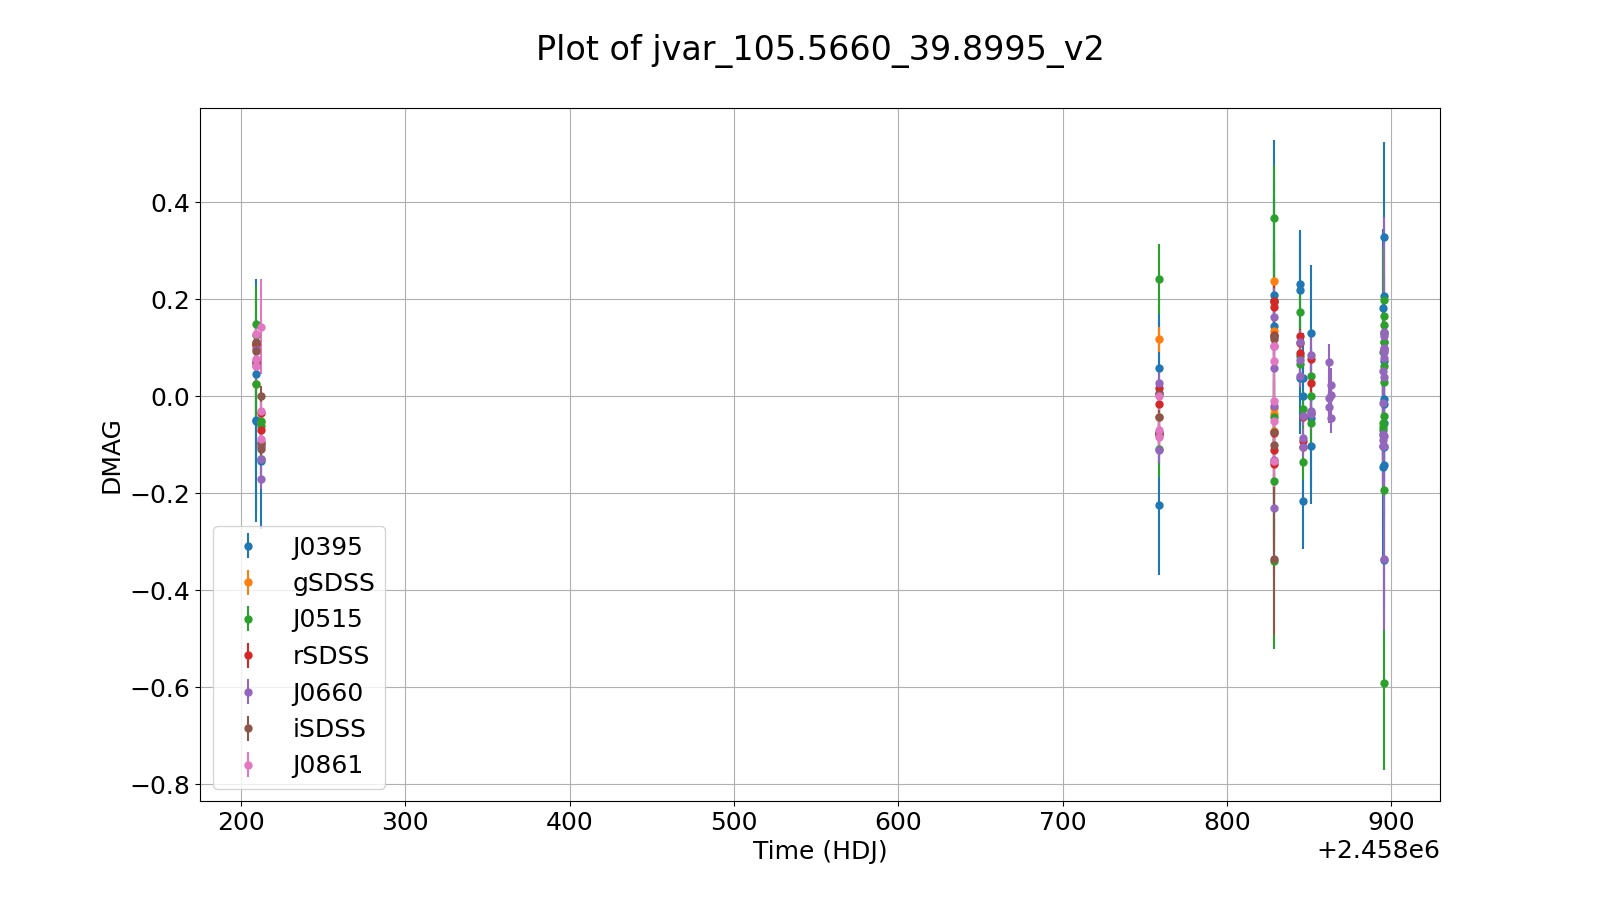 Plot of jvar_105.5660_39.8995_v2
DMAG
0.4
0.2
0.0
−0.2
−0.4
−0.6
−0.8
J0395
gSDSS
J0515
rSDSS
J0660
iSDSS
J0861
200 300 400 500 600 700 800 900
Time (HDJ)
+2.458e6